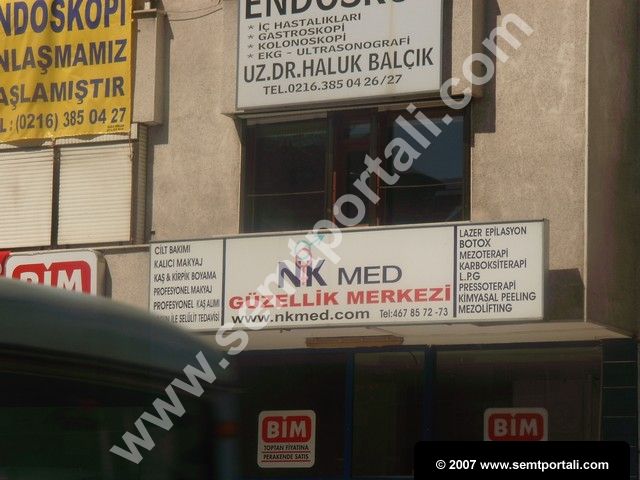 NDOSKOPİ
NLAŞMAMIZ
AŞLAMIŞTIR
: (0216) 385 04 27
ENDOSKOPİ
* İÇ HASTALIKLARI
* GASTROSKOPİ
* KOLONOSKOPİ
* EKG - ULTRASONOGRAFİ
UZ.DR.HALUK BALÇIK
TEL.0216.385 04 26/27
CİLT BAKIMI
KALICI MAKYAJ
KAŞ & KİRPİK BOYAMA
PROFESYONEL MAKYAJ
PROFESYONEL KAŞ ALIMI
İLE SELÜLİT TEDAVİSİ
NK MED
GÜZELLİK MERKEZİ
www.nkmed.com Tel:467 85 72 -73
LAZER EPİLASYON
BOTOX
MEZOTERAPİ
KARBOKSİTERAPİ
L.P.G
PRESSOTERAPİ
KİMYASAL PEELING
MEZOLİFTİNG
BİM
BİM
TOPTAN FİYATINA
PERAKENDE SATIŞ
BİM
www.semtportali.com
© 2007 www.semtportali.com